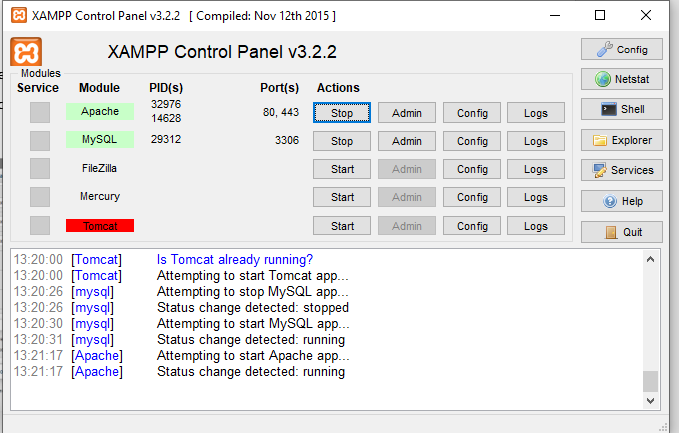 XAMPP Control Panel v3.2.2 [ Compiled: Nov 12th 2015 ]
XAMPP Control Panel v3.2.2
Config
Modules
Service Module PID(s) Port(s) Actions
Netstat
Apache 32976 14628 80, 443 Stop Admin Config Logs
Shell
MySQL 29312 3306 Stop Admin Config Logs
Explorer
FileZilla Start Admin Config Logs
Services
Mercury Start Admin Config Logs
Help
Tomcat Start Admin Config Logs
Quit
13:20:00 [Tomcat] Is Tomcat already running?
13:20:00 [Tomcat] Attempting to start Tomcat app...
13:20:26 [mysql] Attempting to stop MySQL app...
13:20:26 [mysql] Status change detected: stopped
13:20:30 [mysql] Attempting to start MySQL app...
13:20:31 [mysql] Status change detected: running
13:21:17 [Apache] Attempting to start Apache app...
13:21:17 [Apache] Status change detected: running